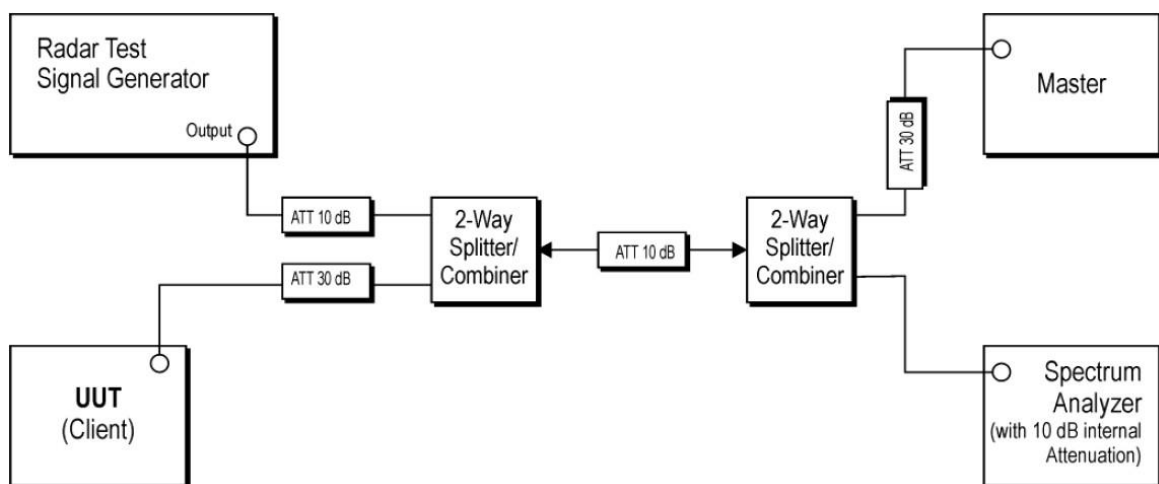 Radar Test
Signal Generator
Output
ATT 10 dB
ATT 30 dB
2-Way
Splitter/
Combiner
ATT 10 dB
2-Way
Splitter/
Combiner
ATT 30 dB
Master
UUT
(Client)
Spectrum
Analyzer
(with 10 dB internal
Attenuation)